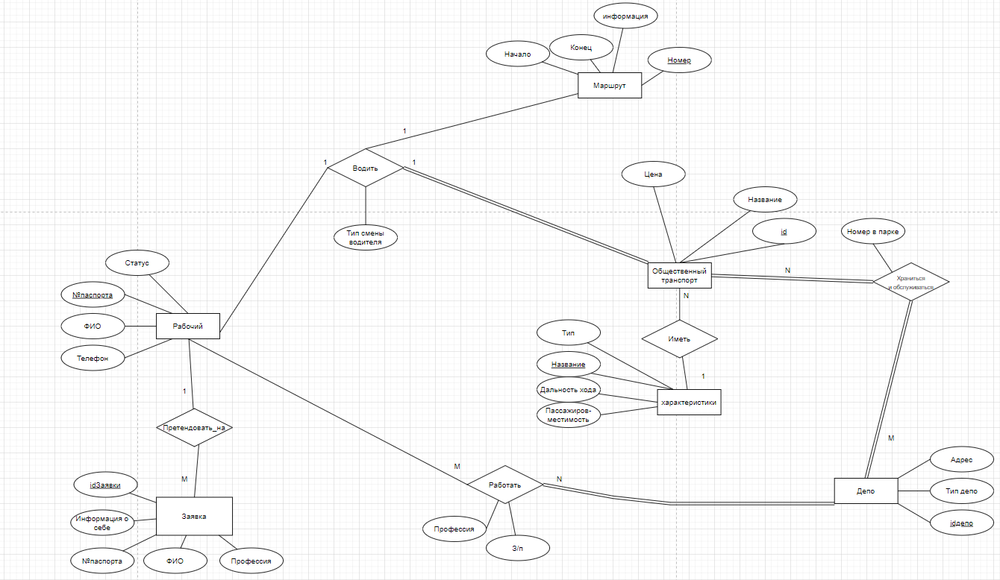 информация
Конец
Начало
Номер
Маршрут
1
1
Водить
1
Тип смены
водителя
Цена
Название
id
Номер в парке
Общественный
транспорт
N
Храниться
и обслуживаться
N
Статус
№паспорта
ФИО
Телефон
Рабочий
Иметь
Тип
Название
Дальность хода
Пассажиров-
местимость
1
характеристики
1
Претендовать_на
M
M
Работать
N
M
idЗаявки
Информация о
себе
№паспорта
ФИО
Профессия
Заявка
Профессия
З/п
Депо
Адрес
Тип депо
idдепо